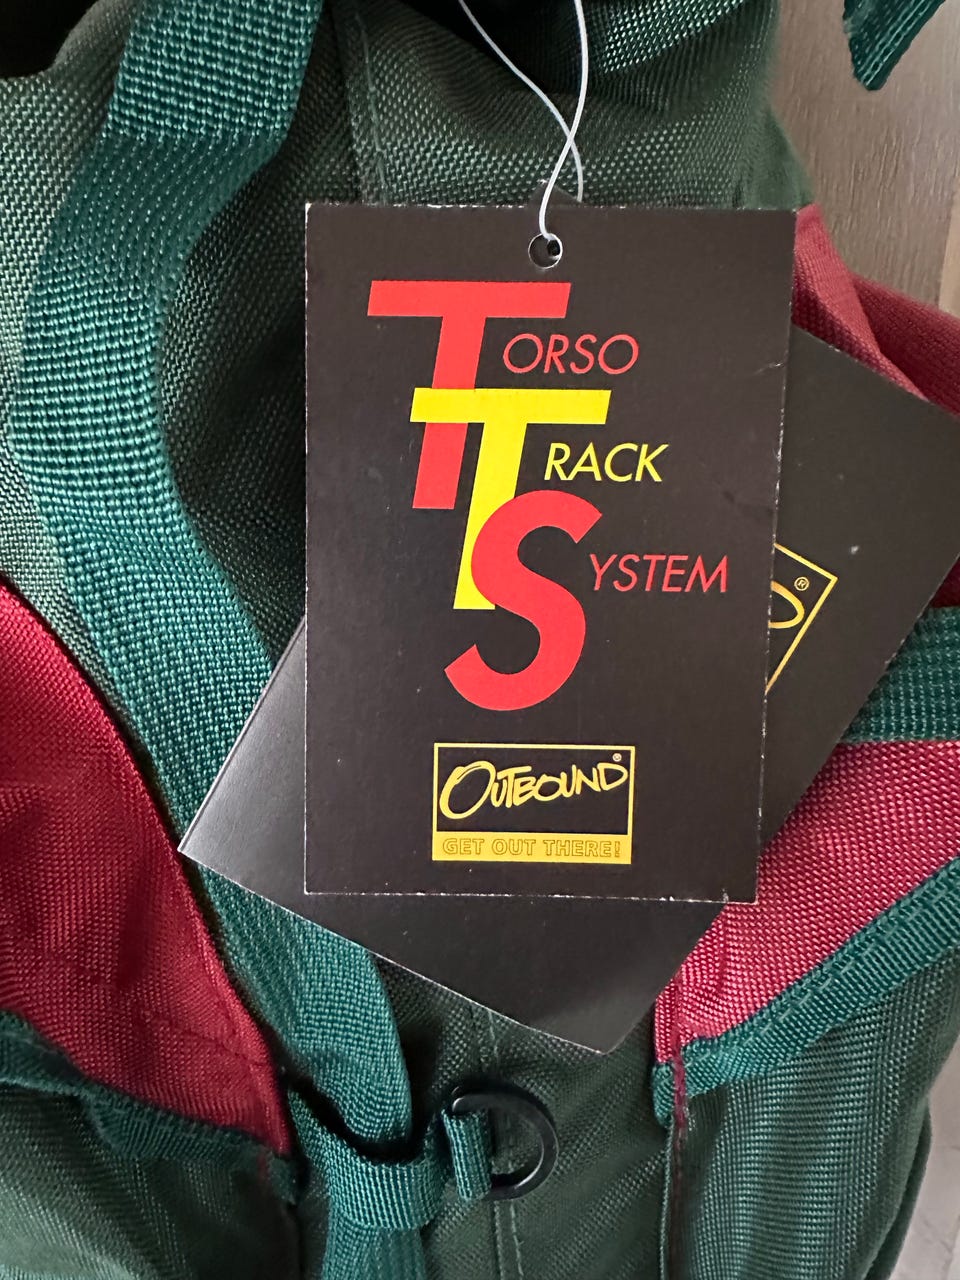 TORSO
TRACK
SYSTEM
OUTBOUND®
GET OUT THERE!
®